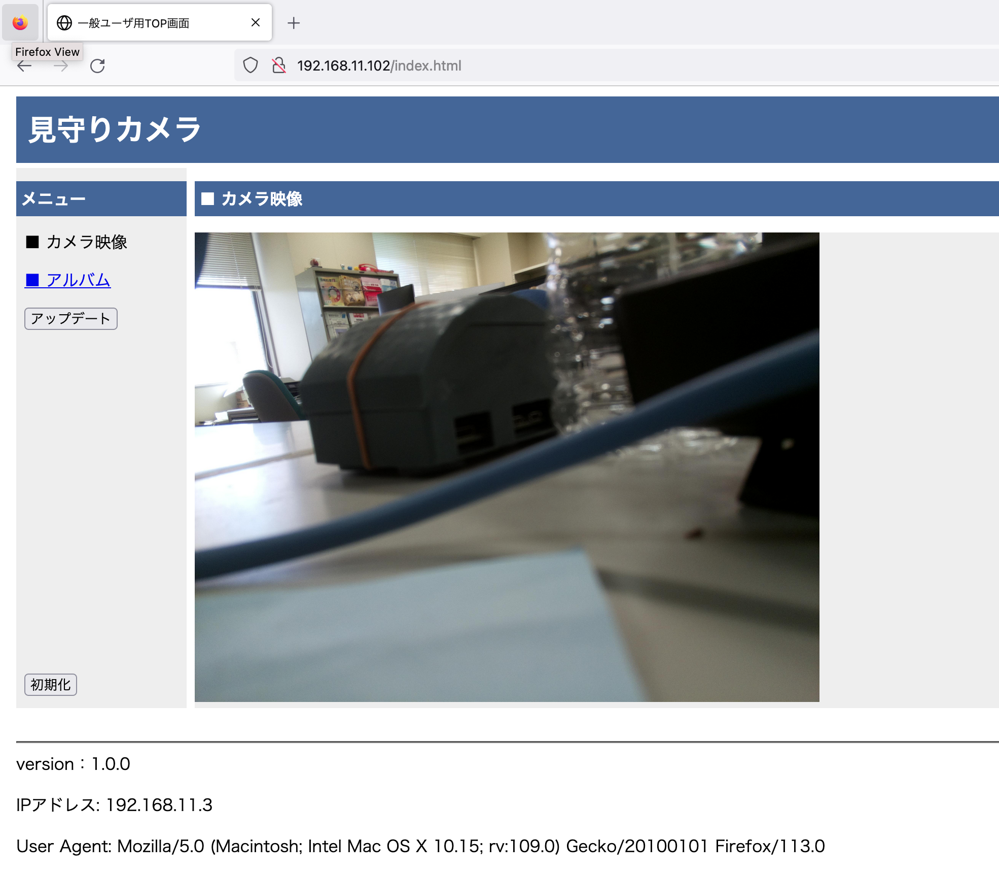 一般ユーザ用TOP画面
Firefox View
192.168.11.102/index.html
見守りカメラ
メニュー
■ カメラ映像
■ カメラ映像
■ アルバム
アップデート
初期化
version：1.0.0
IPアドレス: 192.168.11.3
User Agent: Mozilla/5.0 (Macintosh; Intel Mac OS X 10.15; rv:109.0) Gecko/20100101 Firefox/113.0